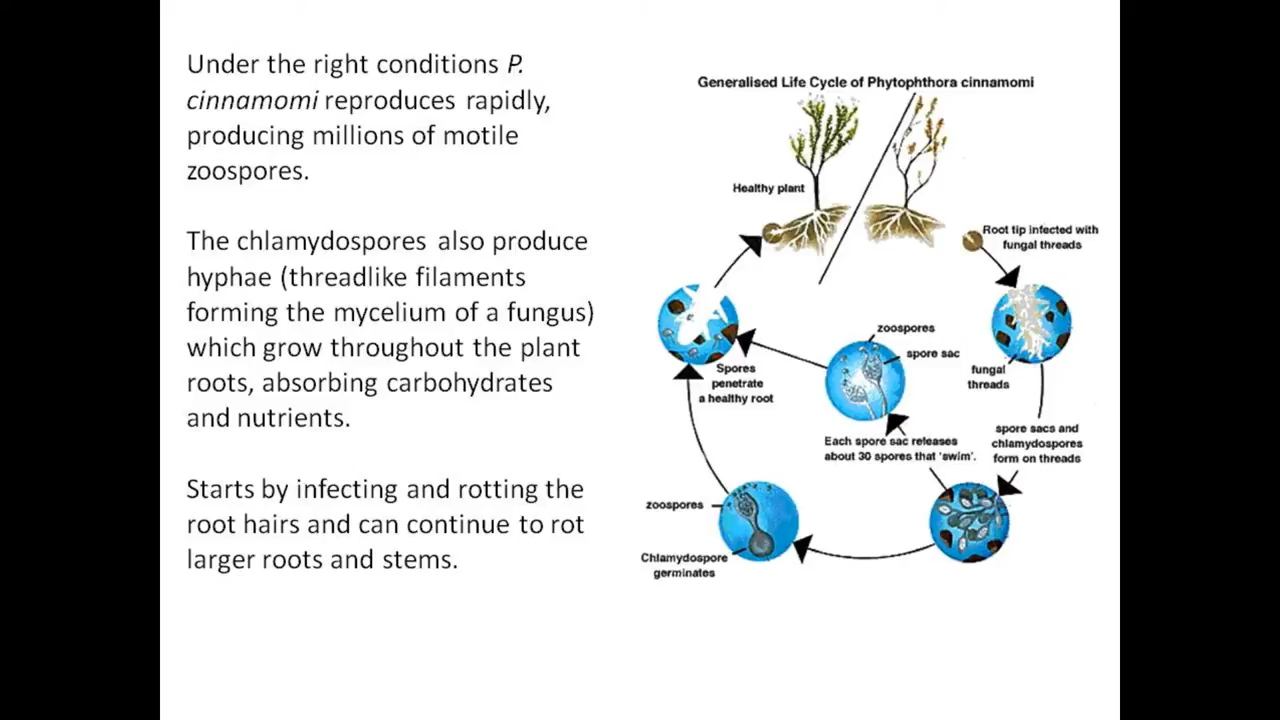 Under the right conditions P.
cinnamomi reproduces rapidly,
producing millions of motile
zoospores.
The chlamydospores also produce
hyphae (threadlike filaments
forming the mycelium of a fungus)
which grow throughout the plant
roots, absorbing carbohydrates
and nutrients.
Starts by infecting and rotting the
root hairs and can continue to rot
larger roots and stems.
Generalised Life Cycle of Phytophthora cinnamomi
Healthy plant
Root tip infected with
fungal threads
zoospores
spore sac
Spores
penetrate
a healthy root
fungal
threads
Each spore sac releases
about 30 spores that 'swim'.
spore sacs and
chlamydospores
form on threads
zoospores
Chlamydospore
germinates